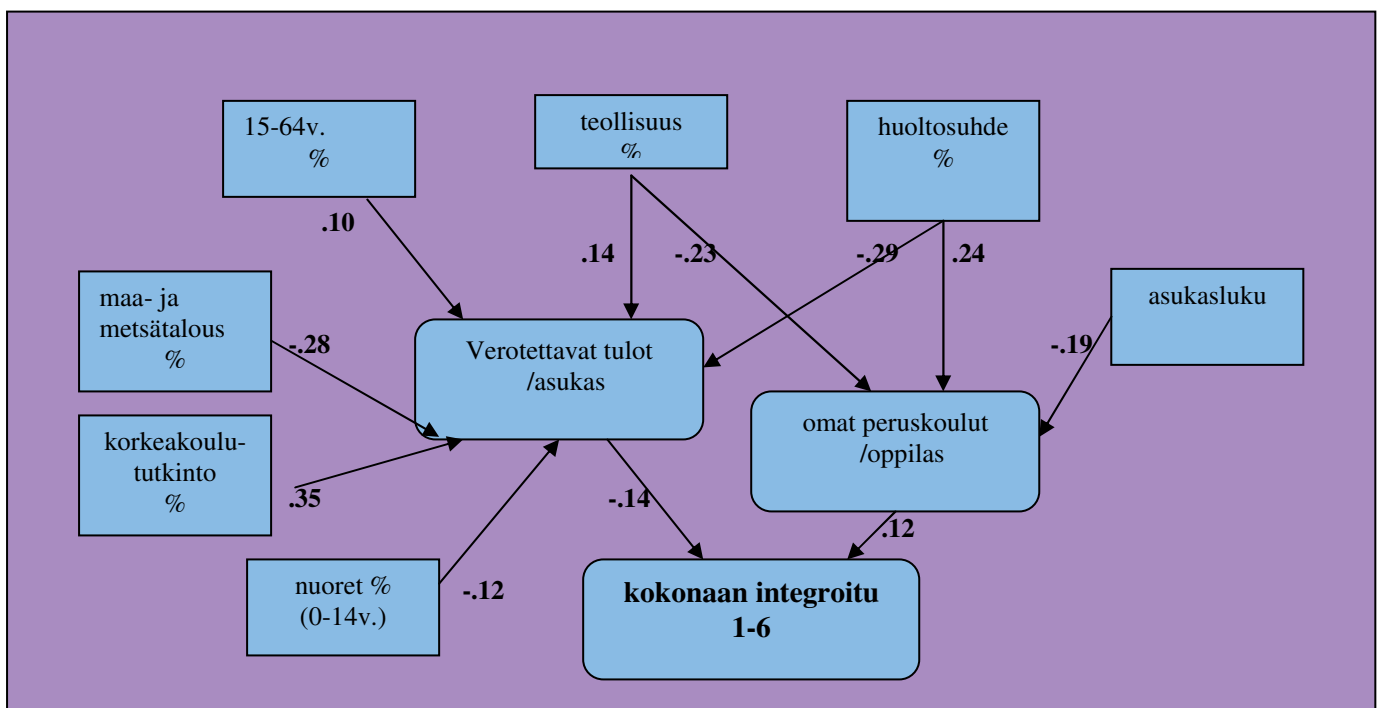 15-64v.
%
teollisuus
%
huoltosuhde
%
.10
.14
-.23
-.29
.24
maa- ja
metsätalous
%
-.28
Verotettavat tulot
/asukas
asukasluku
-.19
korkeakoulu-
tutkinto
%
.35
omat peruskoulut
/oppilas
-.14
.12
nuoret %
(0-14v.)
-.12
kokonaan integroitu
1-6